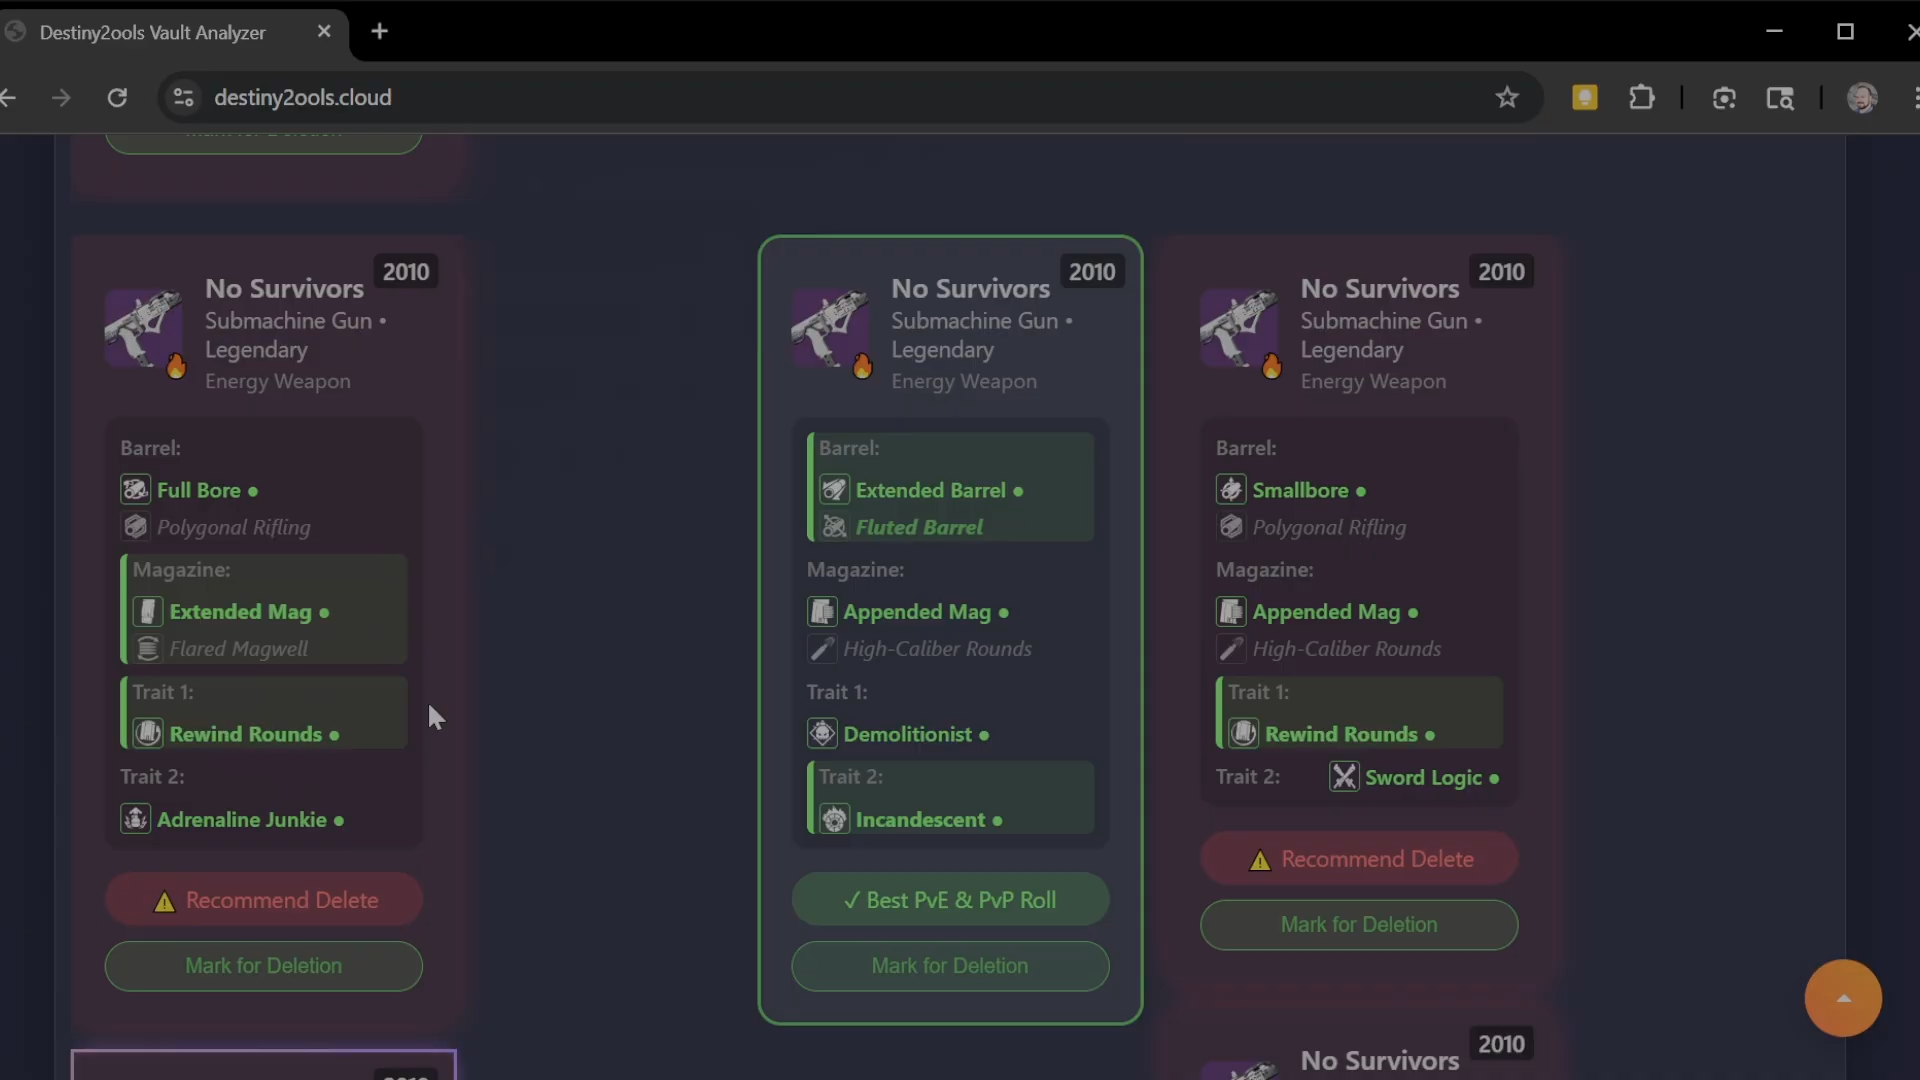 Destiny2ools Vault Analyzer
destiny2ools.cloud
Mark for Deletion
2010
No Survivors
Submachine Gun •
Legendary
Energy Weapon
Barrel:
Full Bore ●
Polygonal Rifling
Magazine:
Extended Mag ●
Flared Magwell
Trait 1:
Rewind Rounds ●
Trait 2:
Adrenaline Junkie ●
Recommend Delete
Mark for Deletion
2010
No Survivors
Submachine Gun •
Legendary
Energy Weapon
Barrel:
Extended Barrel ●
Fluted Barrel
Magazine:
Appended Mag ●
High-Caliber Rounds
Trait 1:
Demolitionist ●
Trait 2:
Incandescent ●
✓ Best PvE & PvP Roll
Mark for Deletion
2010
No Survivors
Submachine Gun •
Legendary
Energy Weapon
Barrel:
Smallbore ●
Polygonal Rifling
Magazine:
Appended Mag ●
High-Caliber Rounds
Trait 1:
Rewind Rounds ●
Trait 2: Sword Logic ●
Recommend Delete
Mark for Deletion
2010
No Survivors